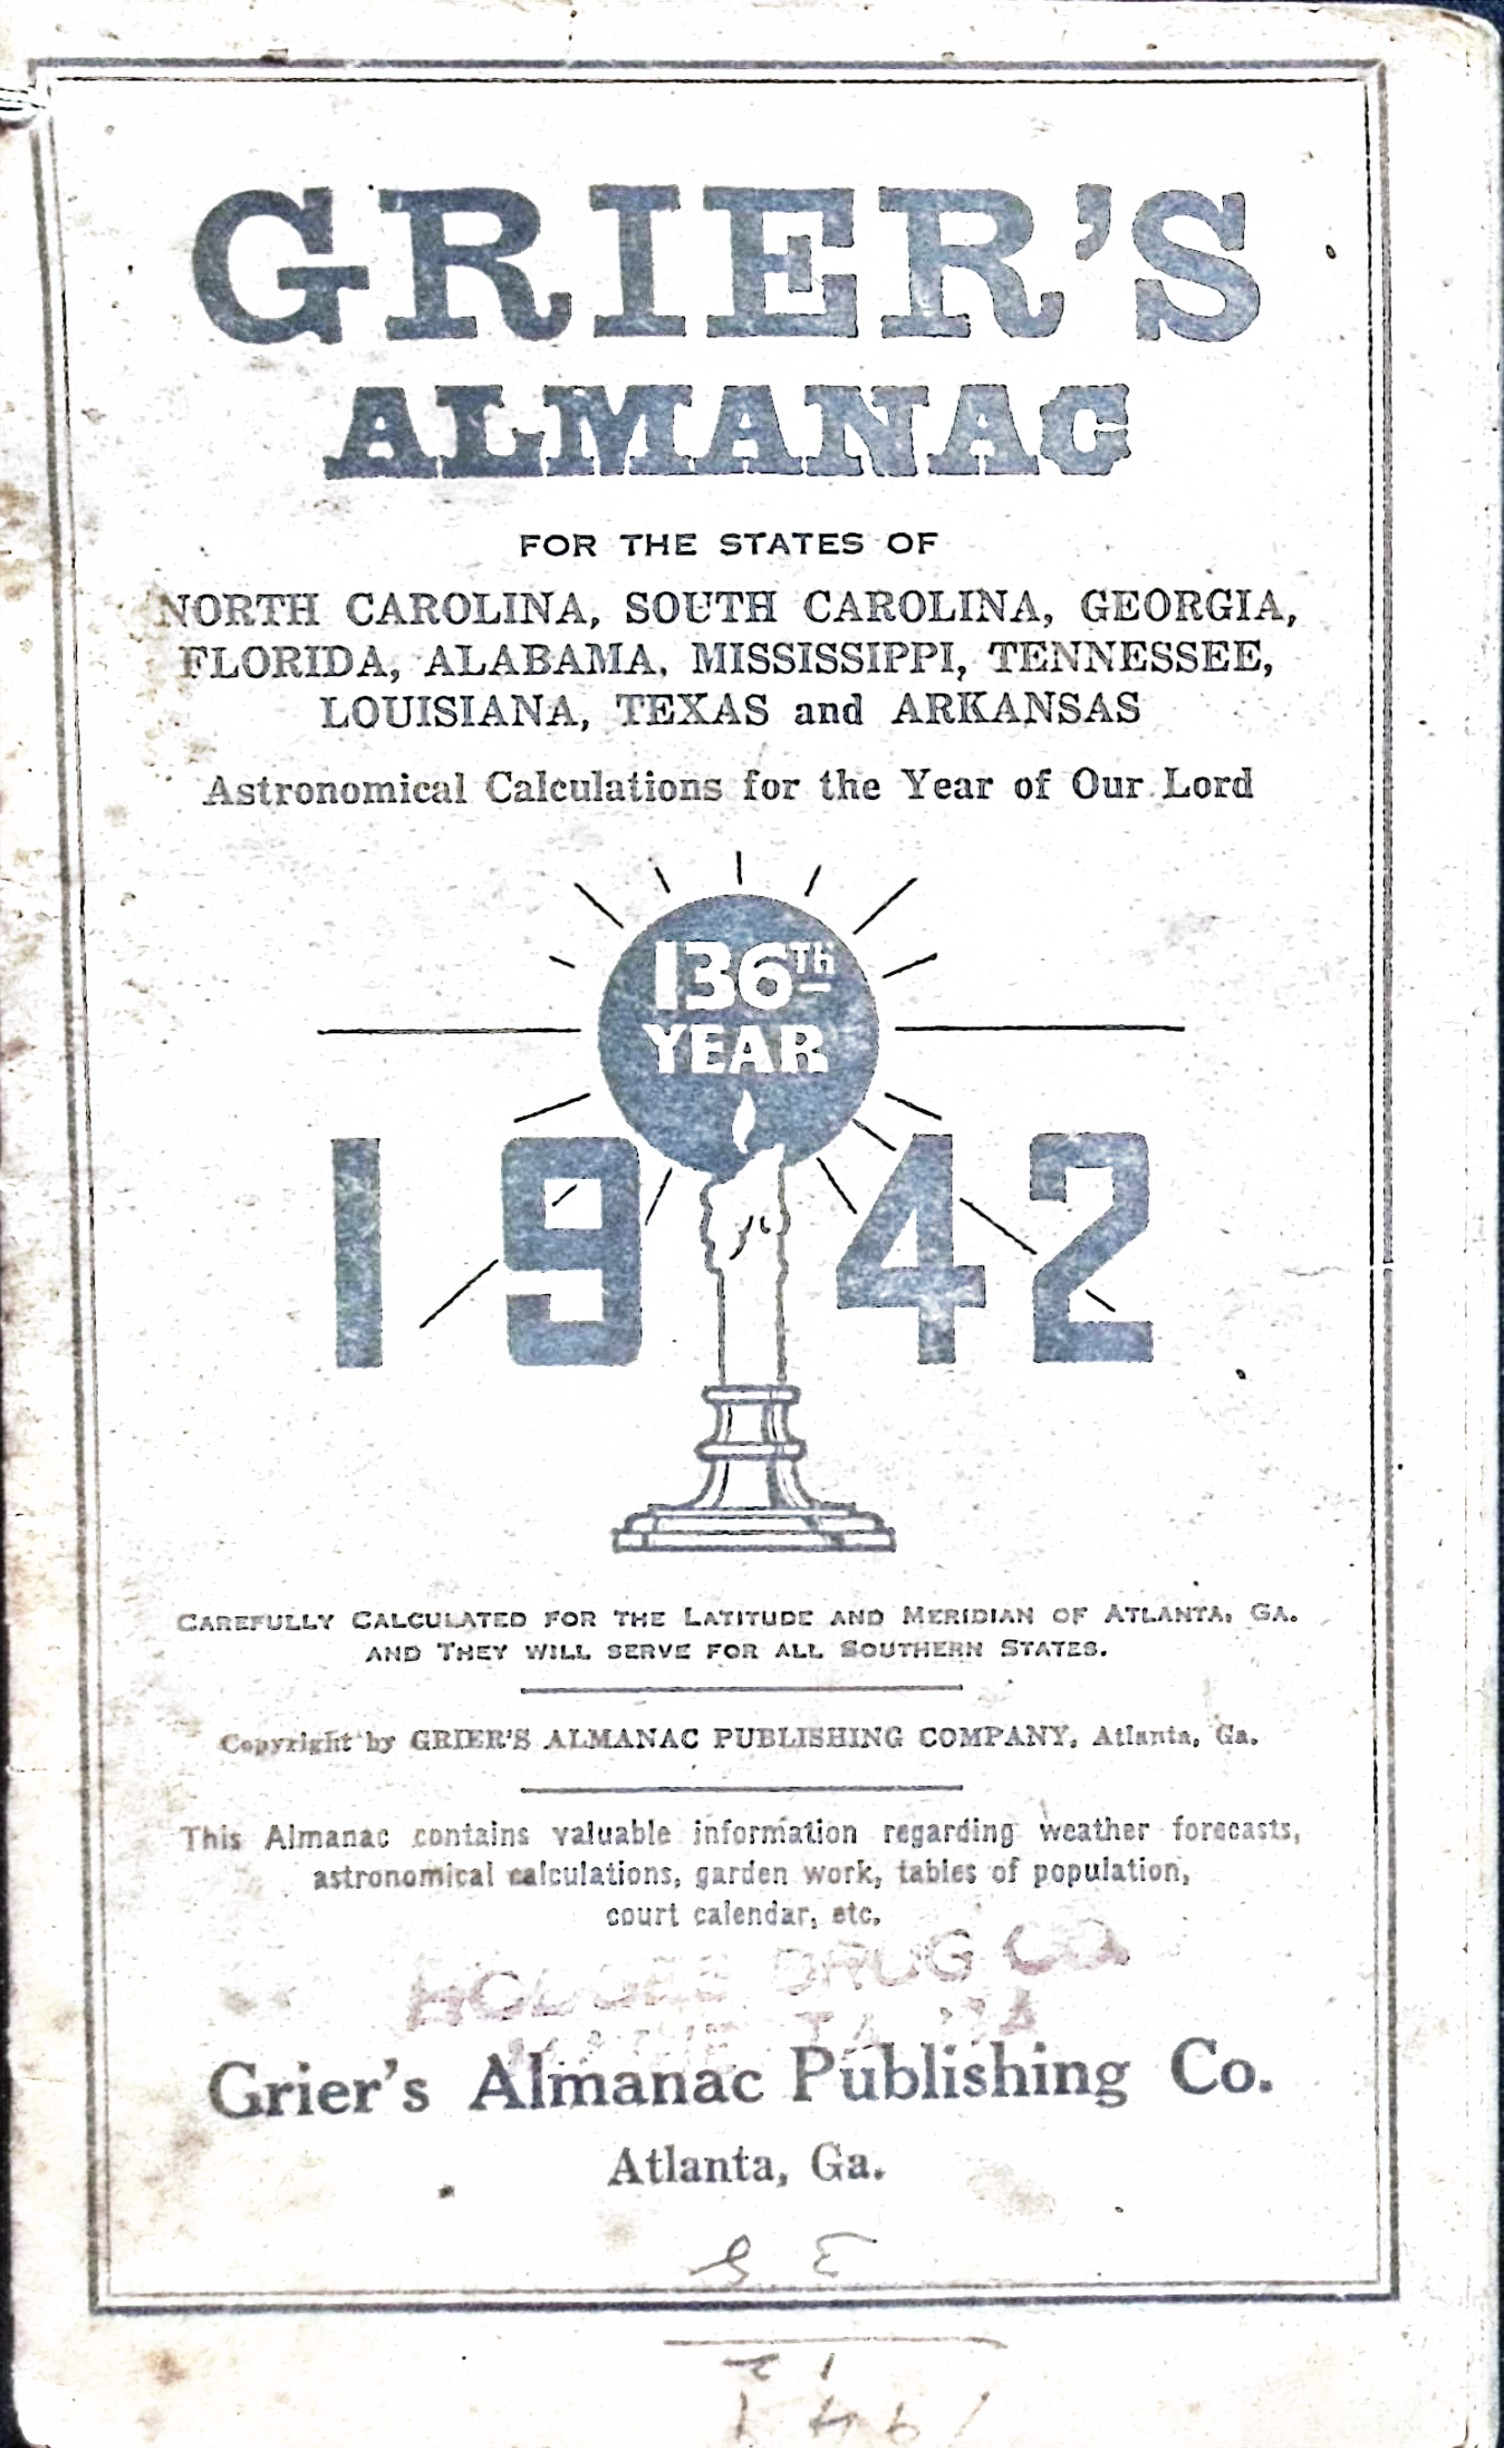 GRIER'S
ALMANAC
FOR THE STATES OF
NORTH CAROLINA, SOUTH CAROLINA, GEORGIA,
FLORIDA, ALABAMA, MISSISSIPPI, TENNESSEE,
LOUISIANA, TEXAS and ARKANSAS
Astronomical Calculations for the Year of Our Lord
136Th
YEAR
1942
CAREFULLY CALCULATED FOR THE LATITUDE AND MERIDIAN OF ATLANTA, GA.
AND THEY WILL SERVE FOR ALL SOUTHERN STATES.
Copyright by GRIER'S ALMANAC PUBLISHING COMPANY, Atlanta, Ga.
This Almanac contains valuable information regarding weather forecasts,
astronomical calculations, garden work, tables of population,
court calendar, etc.
DRUG CO.
Grier's Almanac Publishing Co.
Atlanta, Ga.